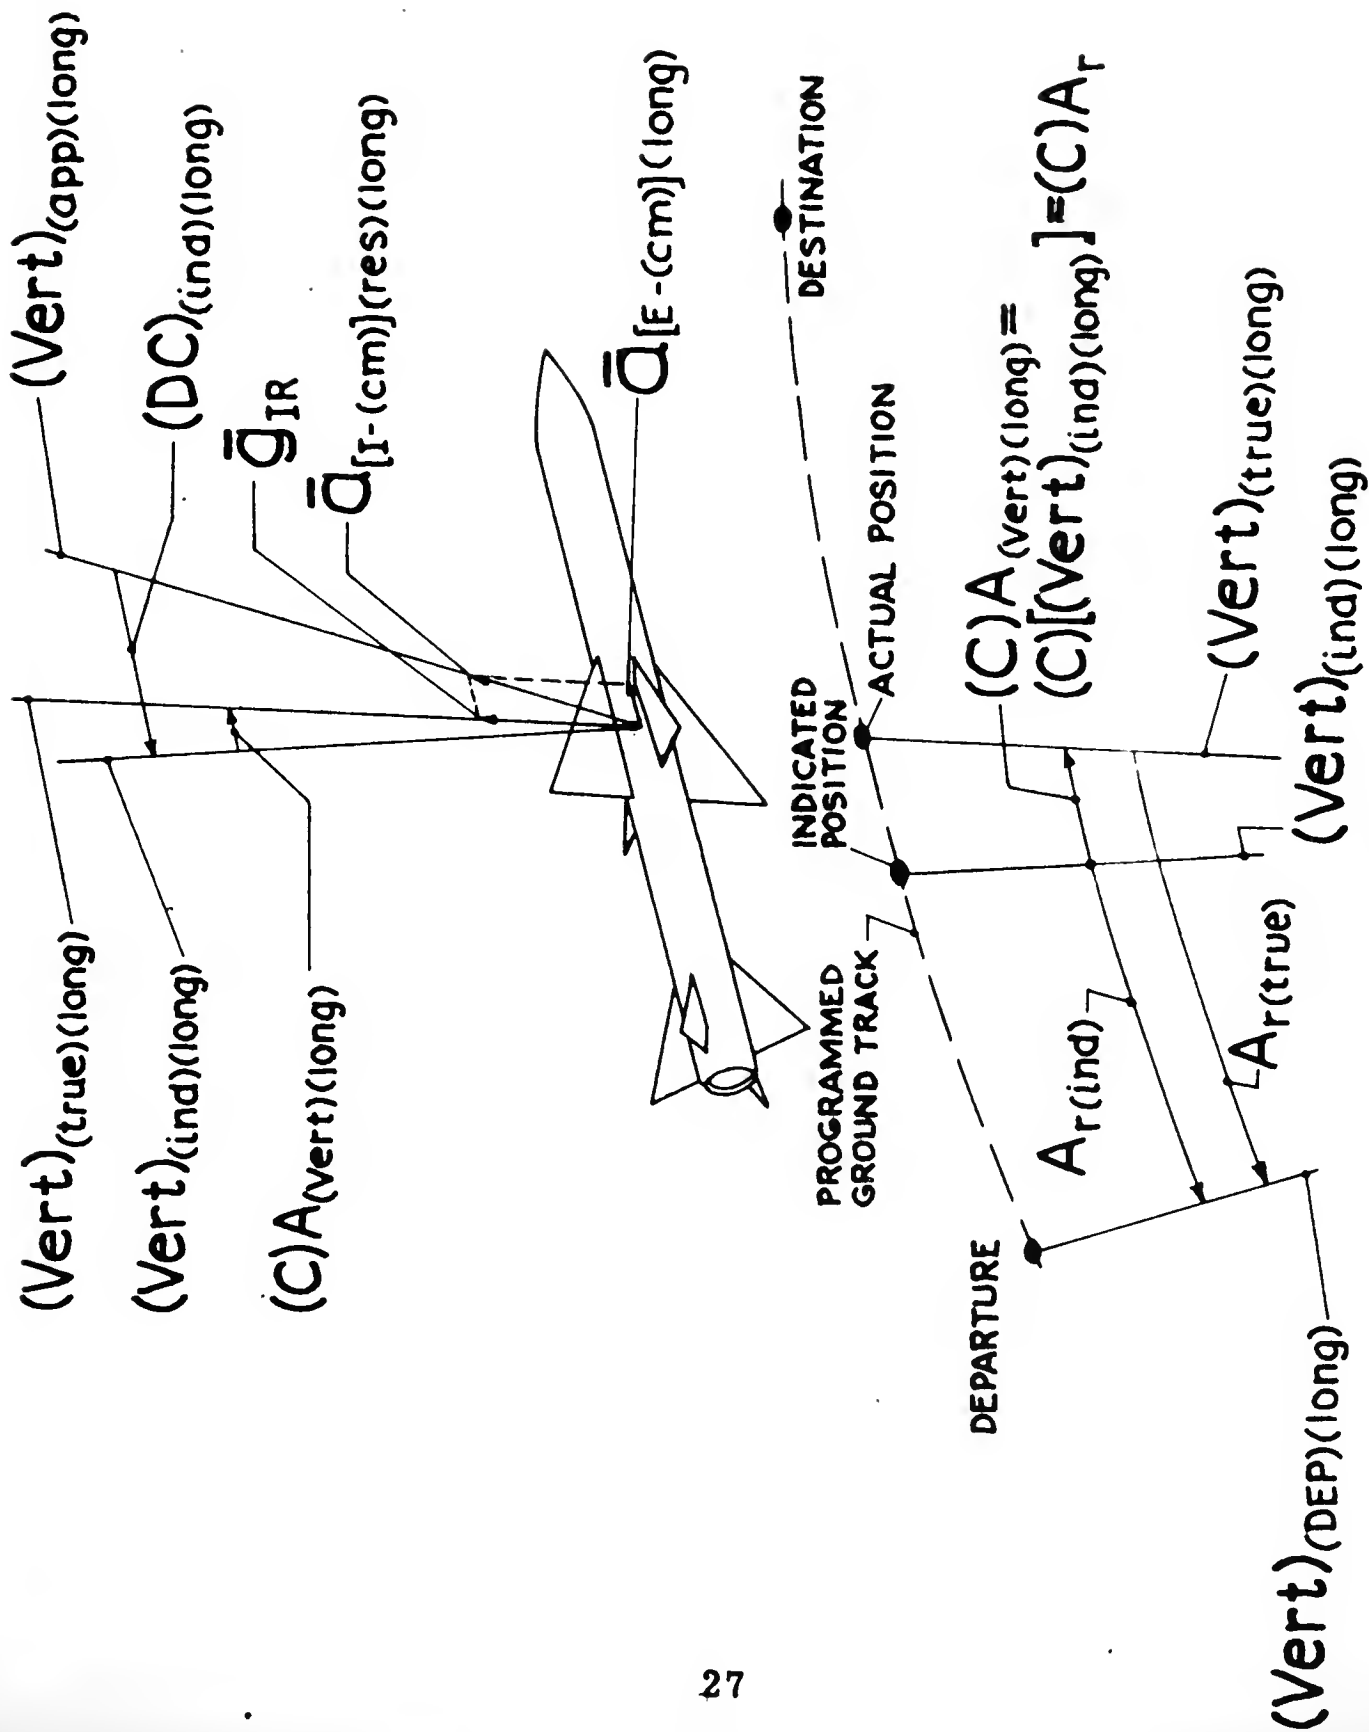 (Vert)(app)(long)
(DC)(ind)(long)
g̅IR
a̅[I-(cm)](res)(long)
a̅[E-(cm)](long)
(Vert)(true)(long)
(Vert)(ind)(long)
(C)A(Vert)(long)
DESTINATION
ACTUAL POSITION
INDICATED
POSITION
PROGRAMMED
GROUND TRACK
DEPARTURE
(C)A(Vert)(long)=
(C)[(Vert)(ind)(long)]=(C)Ar
(Vert)(true)(long)
(Vert)(ind)(long)
Ar(ind)
Ar(true)
(Vert)(DEP)(long)
27